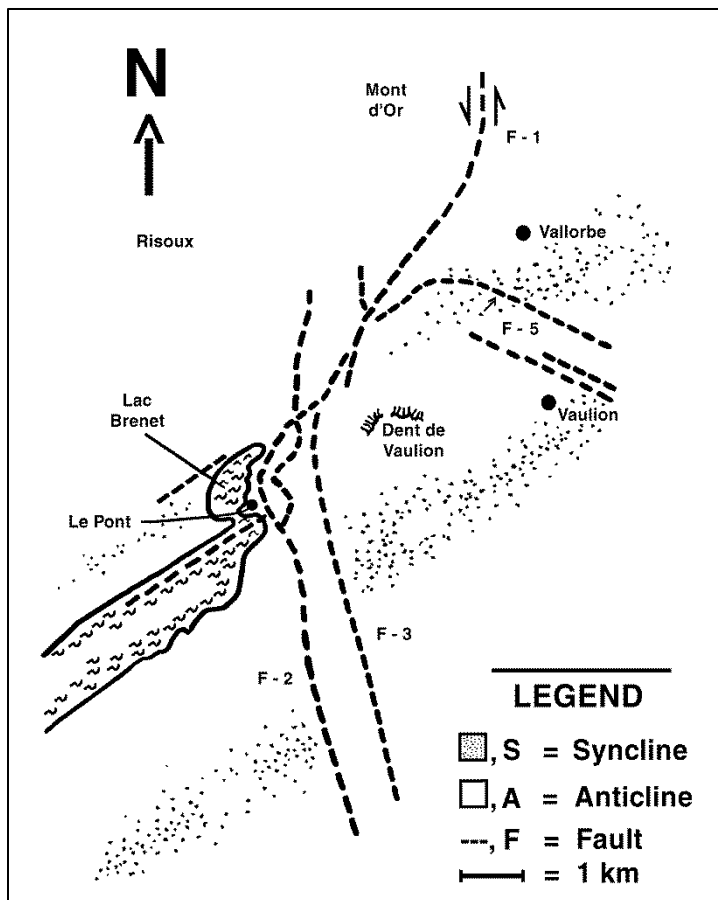 N
Mont
d'Or
F - 1
Risoux
Vallorbe
F - 5
Lac
Brenet
Vaulion
Dent de
Vaulion
Le Pont
F - 3
F - 2
LEGEND
, S = Syncline
, A = Anticline
---, F = Fault
= 1 km